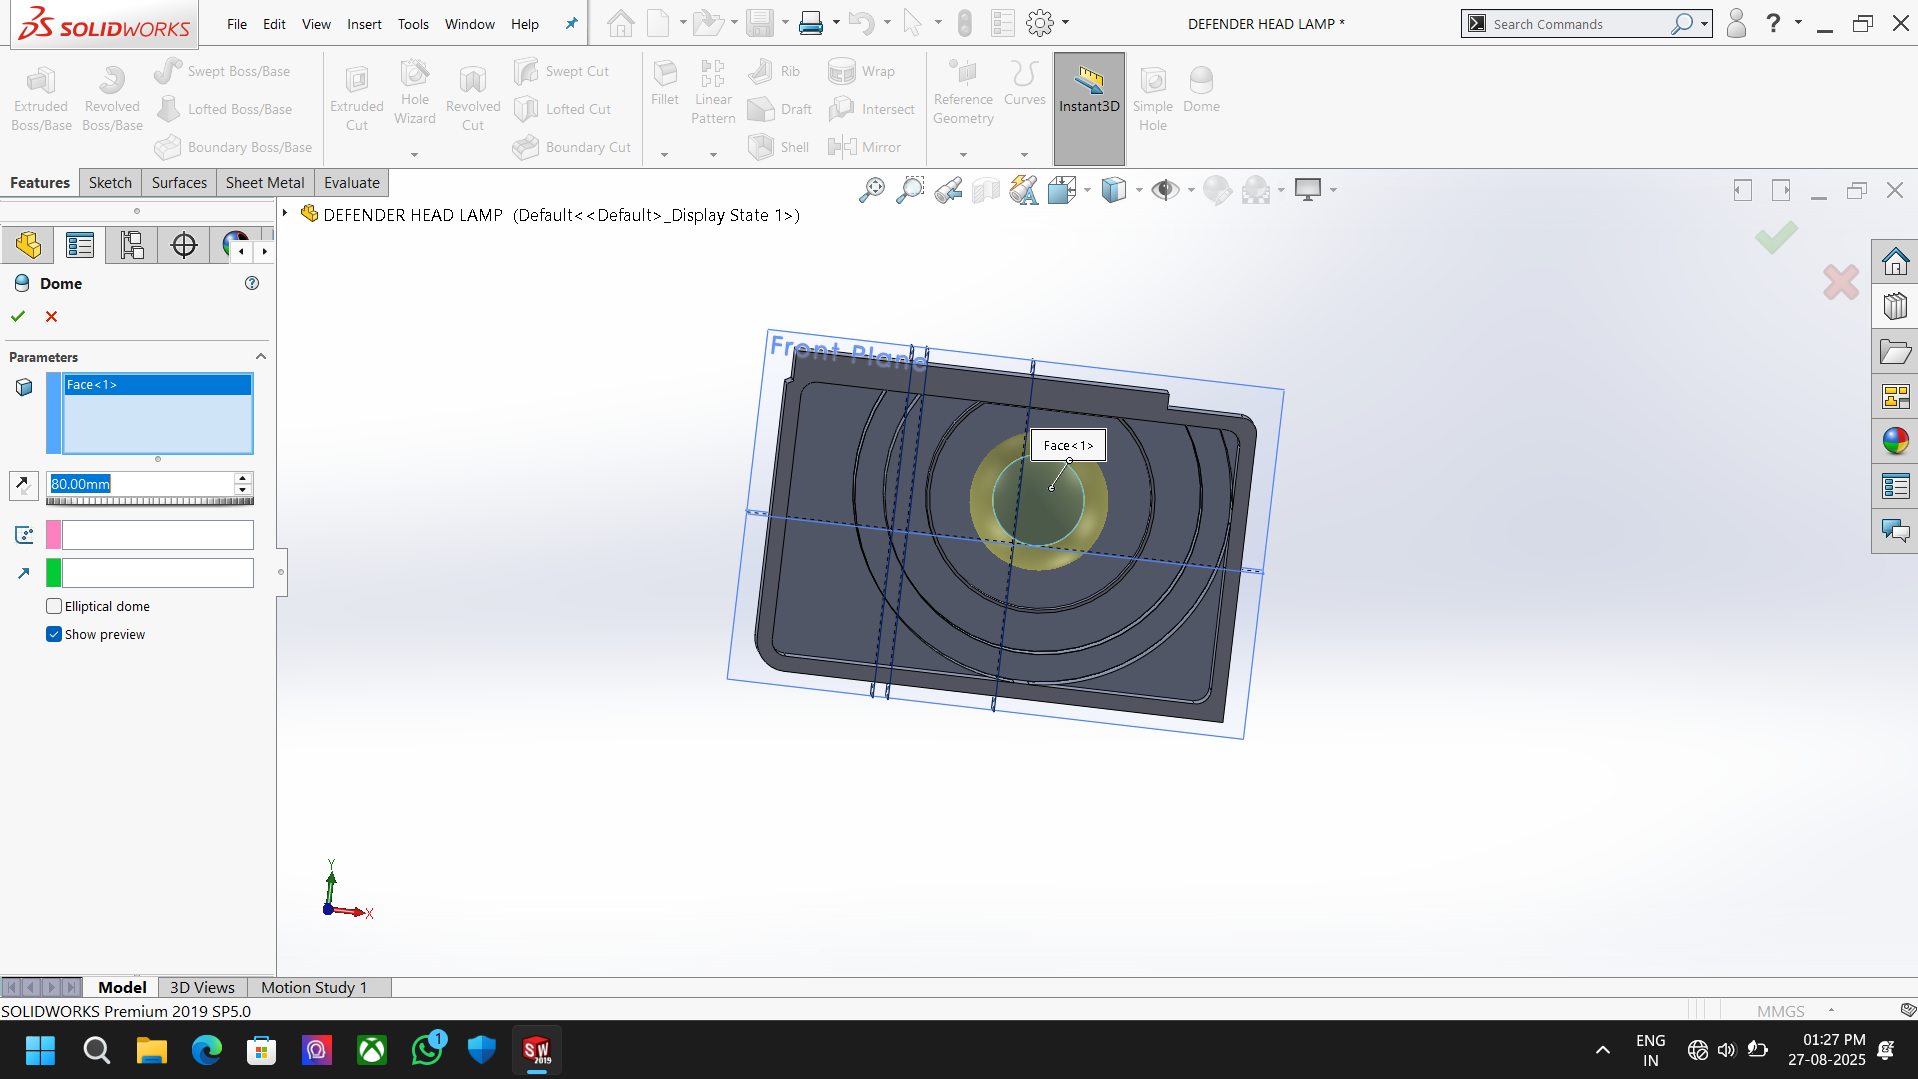 SOLIDWORKS
File Edit View Insert Tools Window Help
DEFENDER HEAD LAMP *
Search Commands
Extruded Boss/Base
Revolved Boss/Base
Swept Boss/Base
Lofted Boss/Base
Boundary Boss/Base
Extruded Cut
Hole Wizard
Revolved Cut
Swept Cut
Lofted Cut
Boundary Cut
Fillet
Linear Pattern
Rib
Draft
Shell
Wrap
Intersect
Mirror
Reference Geometry
Curves
Instant3D
Simple Hole
Dome
Features Sketch Surfaces Sheet Metal Evaluate
DEFENDER HEAD LAMP (Default<<Default>_Display State 1>)
Dome
Parameters
Face<1>
80.00mm
Elliptical dome
Show preview
Front Plane
Face<1>
Y
X
Model 3D Views Motion Study 1
SOLIDWORKS Premium 2019 SP5.0
MMGS
1
SW
2019
ENG
IN
01:27 PM
27-08-2025